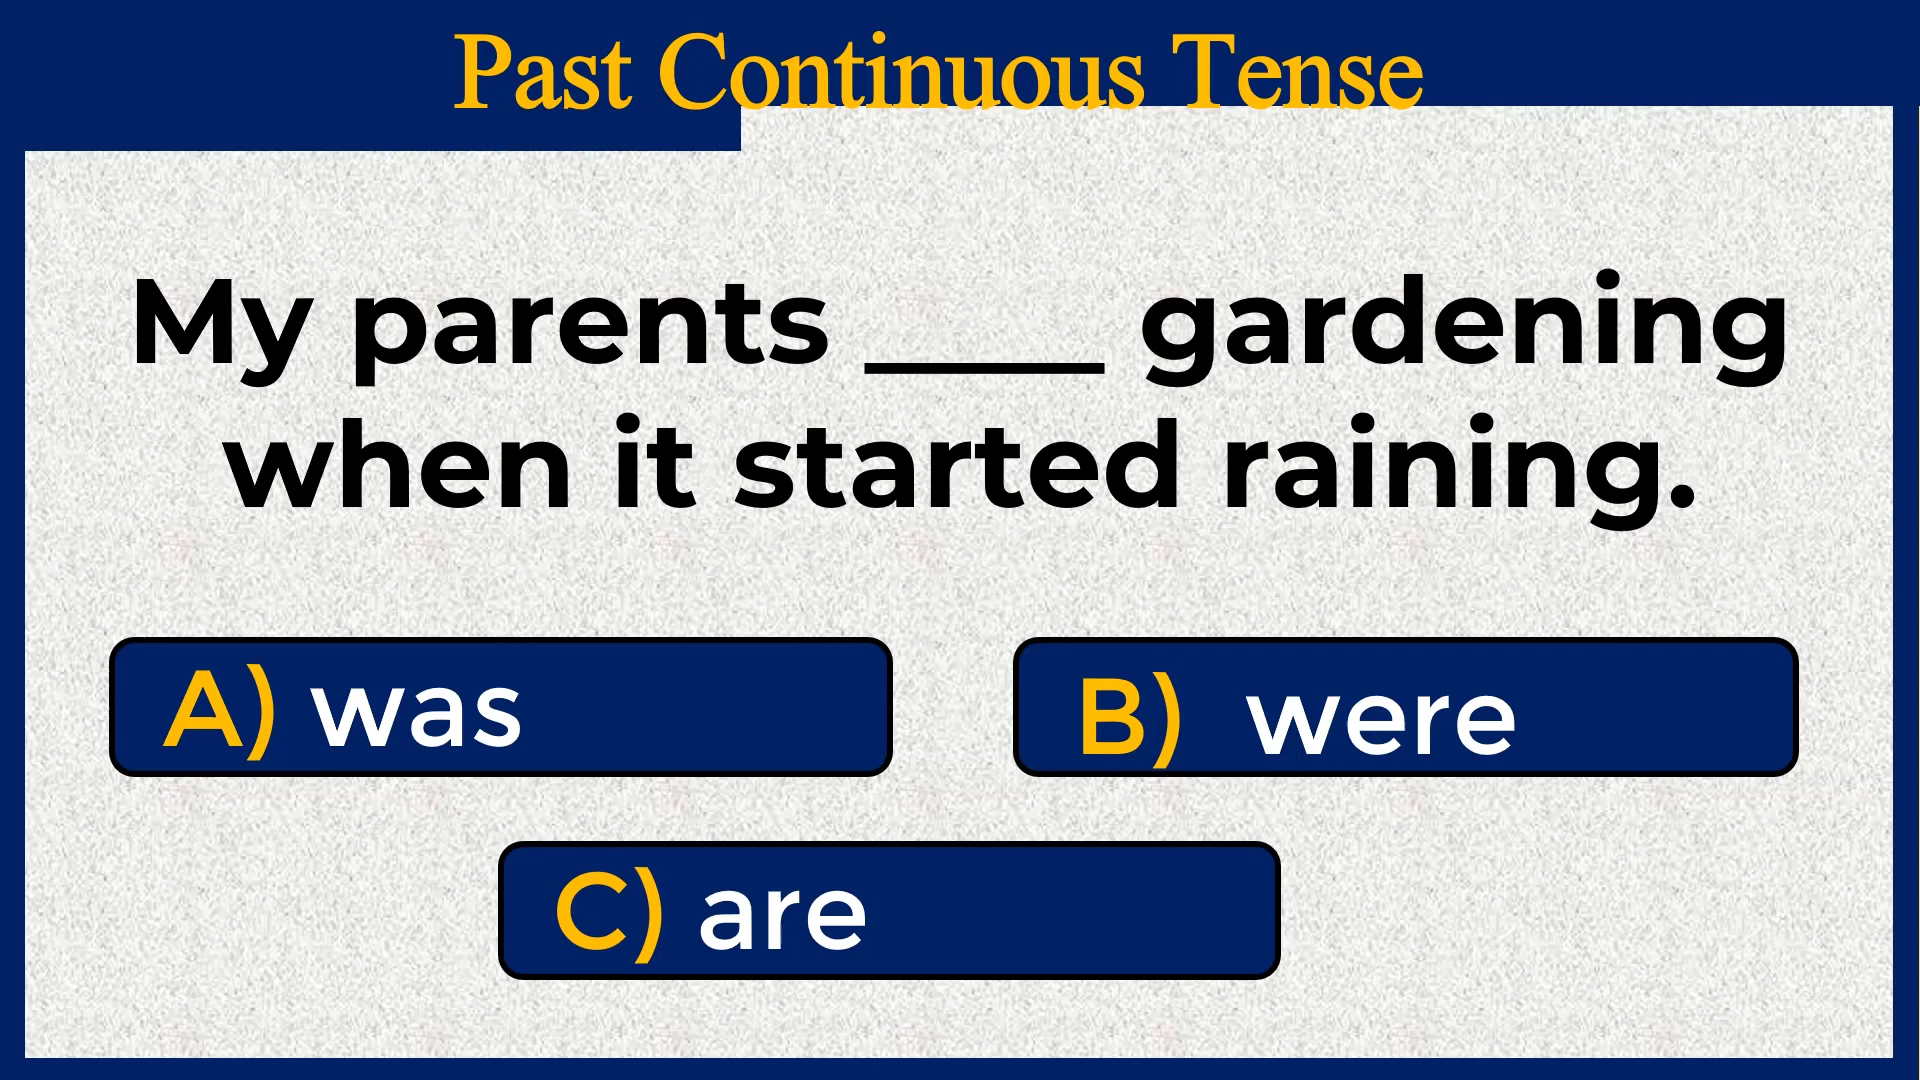 Past Continuous Tense
My parents ____ gardening
when it started raining.
A) was
B) were
C) are